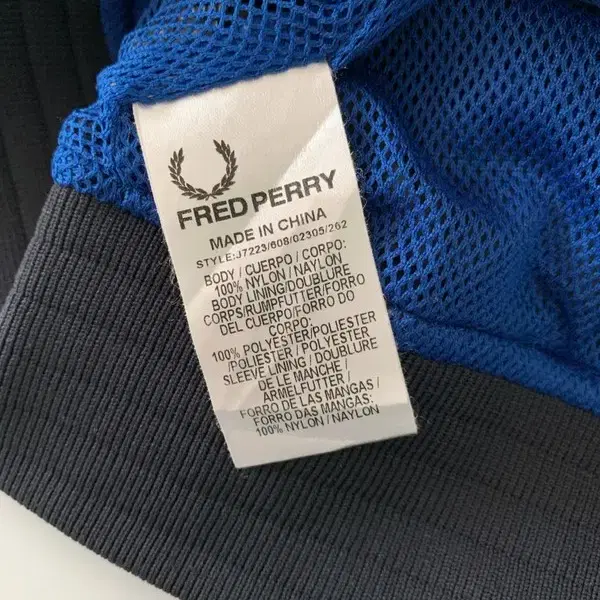 FRED PERRY
MADE IN CHINA
STYLE:J7223/608/02305/262
BODY / CUERPO / CORPO:
100% NYLON / NAYLON
BODY LINING/DOUBLURE
CORPS/RUMPFUTTER/FORRO
DEL CUERPO/FORRO DO
CORPO:
100% POLYESTER/POLIESTER
/POLIESTER / POLYESTER
SLEEVE LINING / DOUBLURE
DE LE MANCHE /
ARMELFUTTER /
FORRO DE LAS MANGAS /
FORRO DAS MANGAS:
100% NYLON / NAYLON